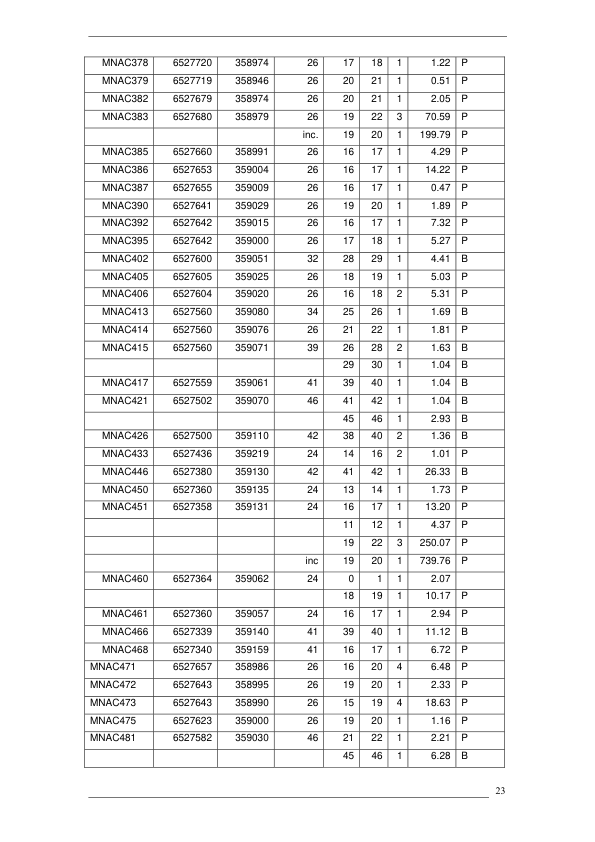 MNAC378 6527720 358974 26 17 18 1 1.22 P
MNAC379 6527719 358946 26 20 21 1 0.51 P
MNAC382 6527679 358974 26 20 21 1 2.05 P
MNAC383 6527680 358979 26 19 22 3 70.59 P
inc. 19 20 1 199.79 P
MNAC385 6527660 358991 26 16 17 1 4.29 P
MNAC386 6527653 359004 26 16 17 1 14.22 P
MNAC387 6527655 359009 26 16 17 1 0.47 P
MNAC390 6527641 359029 26 19 20 1 1.89 P
MNAC392 6527642 359015 26 16 17 1 7.32 P
MNAC395 6527642 359000 26 17 18 1 5.27 P
MNAC402 6527600 359051 32 28 29 1 4.41 B
MNAC405 6527605 359025 26 18 19 1 5.03 P
MNAC406 6527604 359020 26 16 18 2 5.31 P
MNAC413 6527560 359080 34 25 26 1 1.69 B
MNAC414 6527560 359076 26 21 22 1 1.81 P
MNAC415 6527560 359071 39 26 28 2 1.63 B
29 30 1 1.04 B
MNAC417 6527559 359061 41 39 40 1 1.04 B
MNAC421 6527502 359070 46 41 42 1 1.04 B
45 46 1 2.93 B
MNAC426 6527500 359110 42 38 40 2 1.36 B
MNAC433 6527436 359219 24 14 16 2 1.01 P
MNAC446 6527380 359130 42 41 42 1 26.33 B
MNAC450 6527360 359135 24 13 14 1 1.73 P
MNAC451 6527358 359131 24 16 17 1 13.20 P
11 12 1 4.37 P
19 22 3 250.07 P
inc 19 20 1 739.76 P
MNAC460 6527364 359062 24 0 1 1 2.07
18 19 1 10.17 P
MNAC461 6527360 359057 24 16 17 1 2.94 P
MNAC466 6527339 359140 41 39 40 1 11.12 B
MNAC468 6527340 359159 41 16 17 1 6.72 P
MNAC471 6527657 358986 26 16 20 4 6.48 P
MNAC472 6527643 358995 26 19 20 1 2.33 P
MNAC473 6527643 358990 26 15 19 4 18.63 P
MNAC475 6527623 359000 26 19 20 1 1.16 P
MNAC481 6527582 359030 46 21 22 1 2.21 P
45 46 1 6.28 B
23